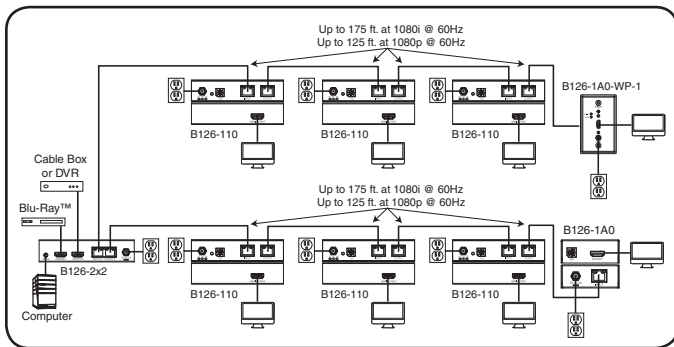 Up to 175 ft. at 1080i @ 60Hz
Up to 125 ft. at 1080p @ 60Hz
B126-1A0-WP-1
B126-110
B126-110
B126-110
Cable Box
or DVR
Up to 175 ft. at 1080i @ 60Hz
Up to 125 ft. at 1080p @ 60Hz
Blu-Ray™
B126-1A0
B126-2x2
B126-110
B126-110
B126-110
Computer